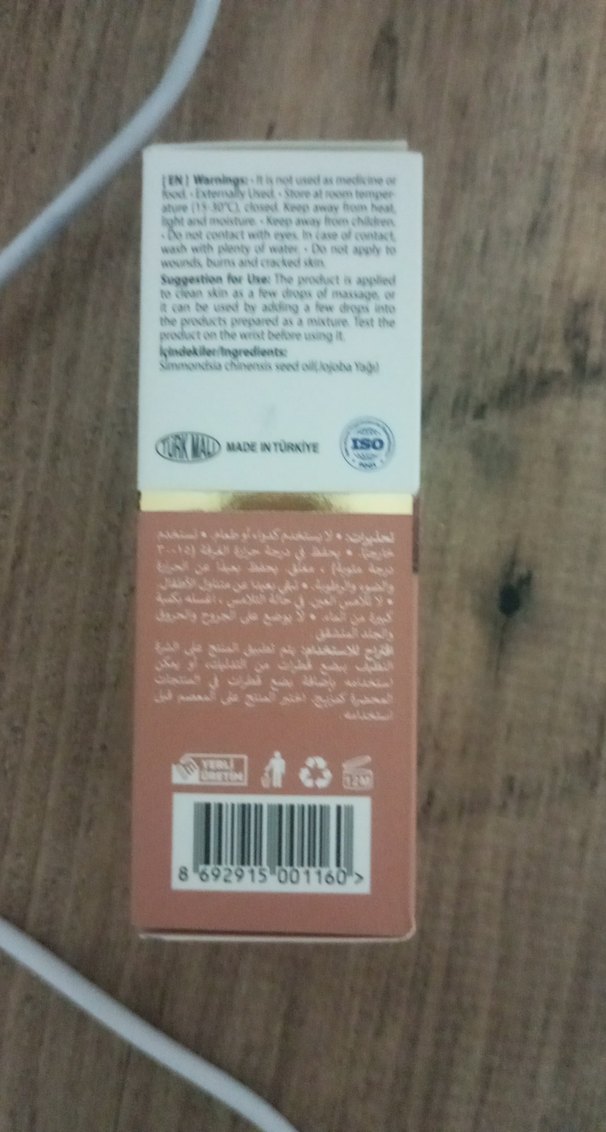 [ EN ] Warnings: • It is not used as medicine or
food. • Externally Used. • Store at room temper-
ature (15-30°C), closed. Keep away from heat,
light and moisture. • Keep away from children.
• Do not contact with eyes. In case of contact,
wash with plenty of water. • Do not apply to
wounds, burns and cracked skin.
Suggestion for Use: The product is applied
to clean skin as a few drops of massage, or
it can be used by adding a few drops into
the products prepared as a mixture. Test the
product on the wrist before using it.
İçindekiler/Ingredients:
Simmondsia chinensis seed oil(Jojoba Yağı)
TÜRK MALI MADE IN TÜRKİYE ISO
9001
تحذيرات: • لا يستخدم كدواء أو طعام. • تستخدم
خارجيًا. • يحفظ في درجة حرارة الغرفة (١٥-٣٠
درجة مئوية) ، مغلق. يحفظ بعيدًا عن الحرارة
والضوء والرطوبة. • تبقى بعيدا عن متناول الأطفال.
• لا تلامس العين. في حالة التلامس ، اغسله بكمية
كبيرة من الماء. • لا يوضع على الجروح والحروق
والجلد المتشقق
اقتراح للاستخدام: يتم تطبيق المنتج على البشرة
النظيفة ببضع قطرات من التدليك، أو يمكن
استخدامه بإضافة بضع قطرات في المنتجات
المحضرة كمزيج. اختبر المنتج على المعصم قبل
استخدامه.
YERLİ
ÜRETİM
12M
8 692915 001160 >